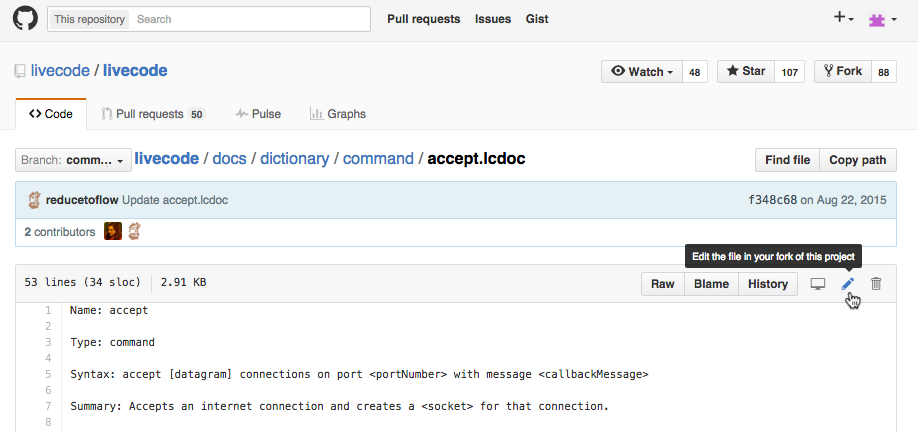 This repository Search Pull requests Issues Gist
livecode / livecode Watch 48 Star 107 Fork 88
Code Pull requests 50 Pulse Graphs
Branch: comm... livecode / docs / dictionary / command / accept.lcdoc Find file Copy path
reducetoflow Update accept.lcdoc f348c68 on Aug 22, 2015
2 contributors
Edit the file in your fork of this project
53 lines (34 sloc) 2.91 KB Raw Blame History
1 Name: accept
2
3 Type: command
4
5 Syntax: accept [datagram] connections on port <portNumber> with message <callbackMessage>
6
7 Summary: Accepts an internet connection and creates a <socket> for that connection.
8